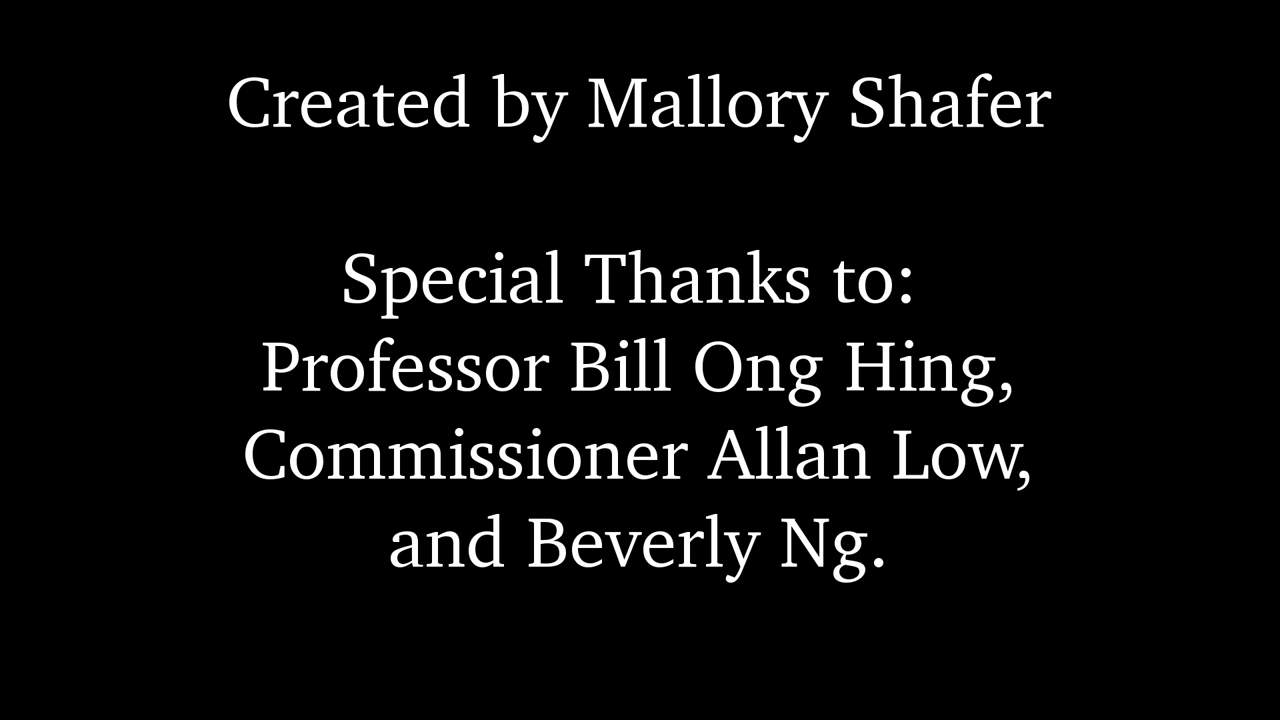 Created by Mallory Shafer
Special Thanks to:
Professor Bill Ong Hing,
Commissioner Allan Low,
and Beverly Ng.